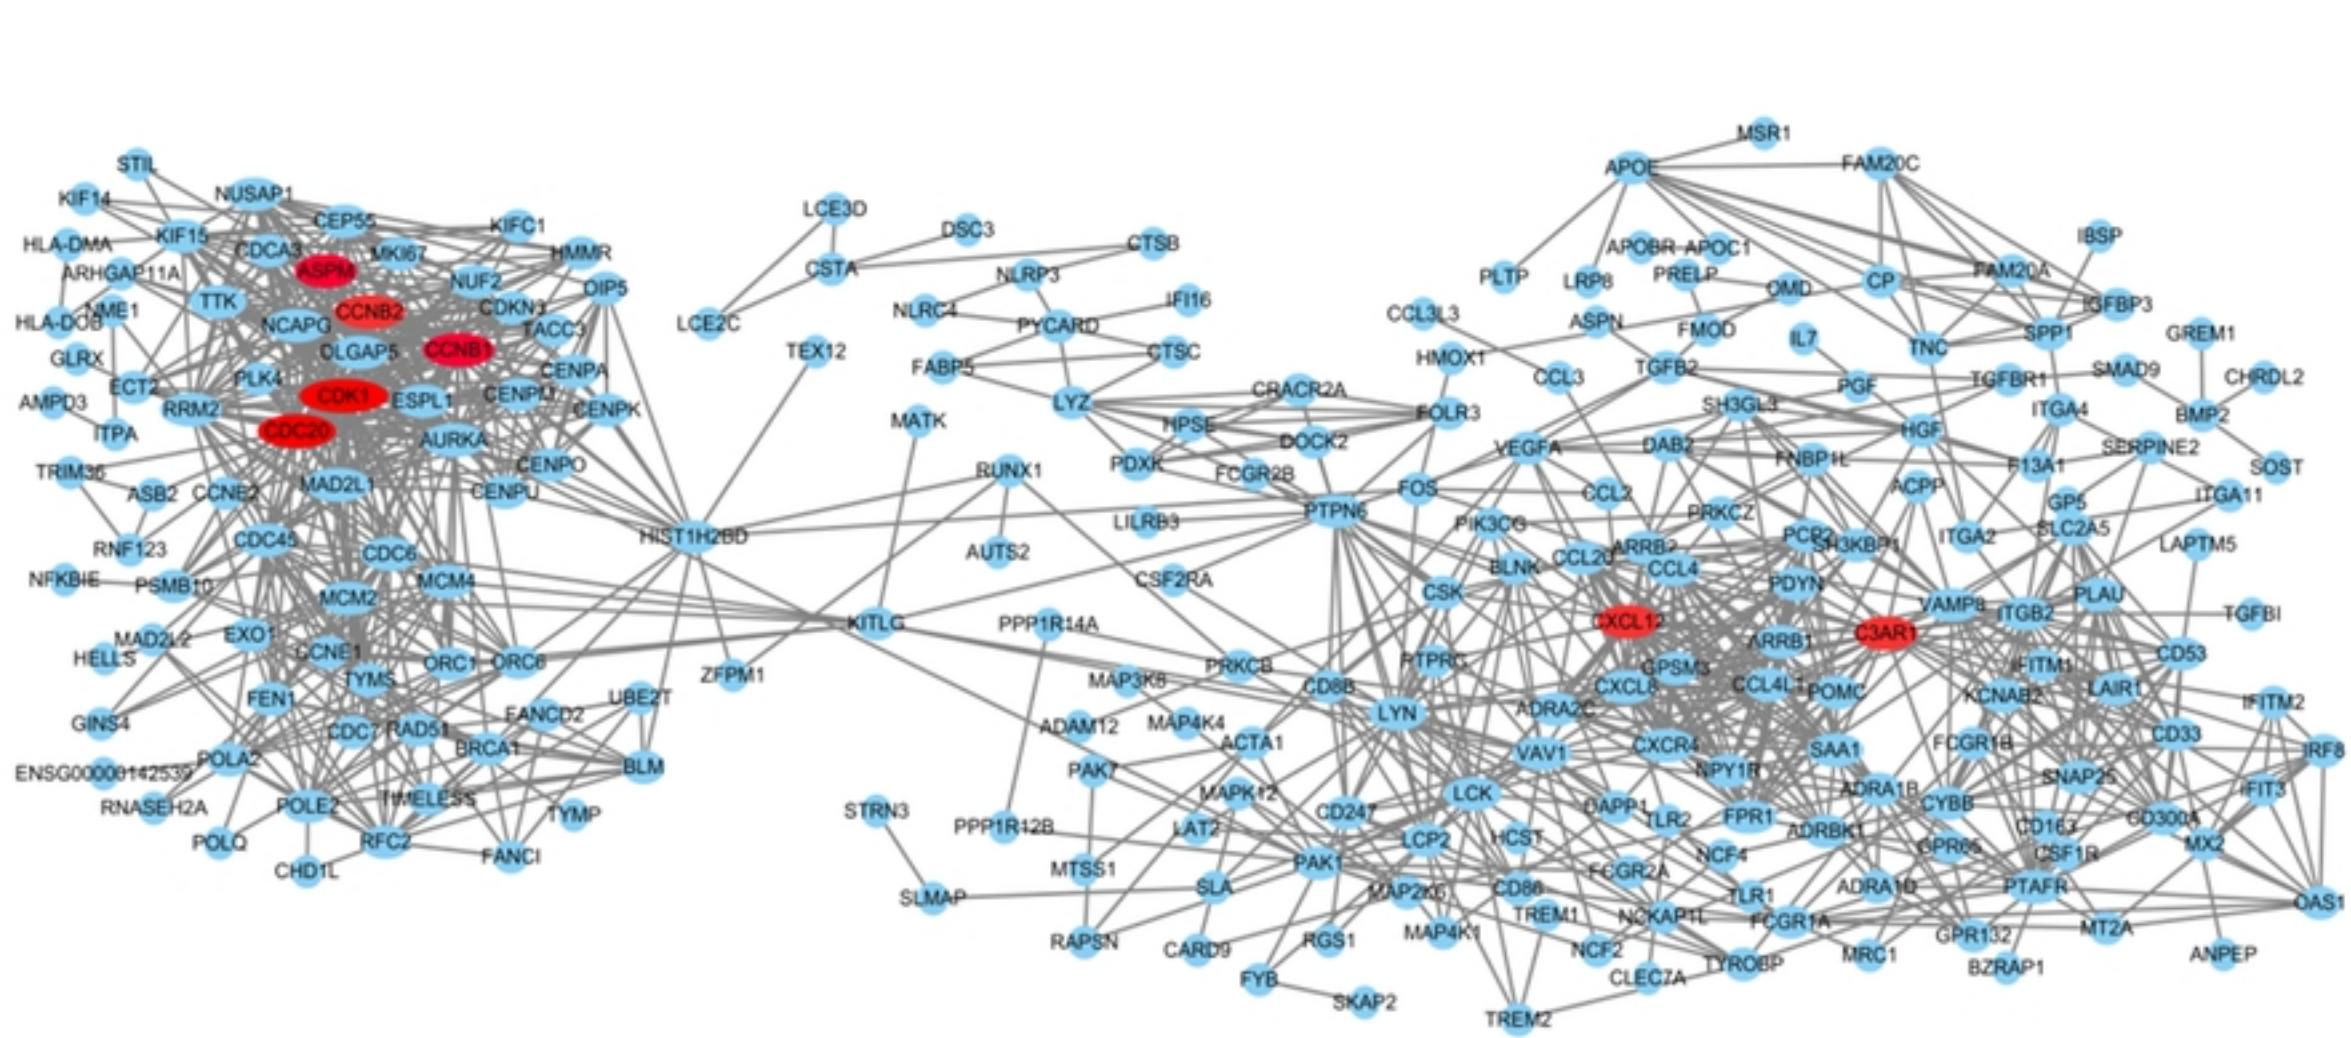 MSR1
STIL
APOE
FAM20C
KIF14
NUSAP1
LCE3D
CEP55
KIFC1
DSC3
KIF15
IBSP
HLA-DMA
CDCA3
MKI67
HMMR
CTSB
APOBR
APOC1
ARHGAP11A
ASPM
NUF2
CSTA
NLRP3
PLTP
LRP8
PRELP
CP
FAM20A
OIP5
OMD
TTK
CCNB2
CDKN3
NLRC4
IFI16
IGFBP3
HLA-DOB
NME1
NCAPG
TACC3
LCE2C
PYCARD
CCL3L3
ASPN
FMOD
SPP1
GREM1
GLRX
DLGAP5
CCNB1
TEX12
CTSC
HMOX1
IL7
TNC
ECT2
PLK4
CENPA
FABP5
CCL3
TGFB2
PGF
TGFBR1
SMAD9
CHRDL2
AMPD3
RRM2
CDK1
ESPL1
CENPM
CENPK
LYZ
CRACR2A
FOLR3
SH3GL3
ITGA4
BMP2
ITPA
CDC20
AURKA
MATK
HPSE
DOCK2
VEGFA
DAB2
HGF
SERPINE2
TRIM36
CENPO
RUNX1
PDXK
FCGR2B
FNBP1L
F13A1
SOST
ASB2
CCNE2
MAD2L1
CENPU
FOS
CCL2
ACPP
GP5
ITGA11
RNF123
CDC45
CDC6
HIST1H2BD
AUTS2
LILRB3
PTPN6
PIK3CG
PRKCZ
PCP2
SH3KBP1
ITGA2
SLC2A5
LAPTM5
NFKBIE
PSMB10
MCM4
CSF2RA
CSK
BLNK
CCL20
ARRB2
CCL4
PDYN
VAMP8
ITGB2
PLAU
MCM2
KITLG
PPP1R14A
CXCL12
C3AR1
TGFBI
MAD2L2
EXO1
CCNE1
ORC1
ORC6
HELLS
TYMS
ZFPM1
MAP3K8
PRKCB
CD8B
PTPRG
GPSM3
ARRB1
IFITM1
CD53
FEN1
UBE2T
CXCL6
CCL4L1
POMC
KCNAB2
LAIR1
IFITM2
GINS4
CDC7
RAD51
FANCD2
ADAM12
MAP4K4
LYN
ADRA2C
BRCA1
ACTA1
VAV1
CXCR4
SAA1
FCGR1B
CD33
IRF8
ENSG00000142539
POLA2
BLM
PAK7
NPY1R
SNAP25
RNASEH2A
POLE2
TIMELESS
TYMP
STRN3
MAPK12
LCK
DAPP1
TLR2
FPR1
ADRA1B
CYBB
IFIT3
POLQ
RFC2
FANCI
PPP1R12B
LAT2
CD247
LCP2
HCST
ADRBK1
CD163
CD300A
MX2
CHD1L
MTSS1
PAK1
NCF4
GPR65
CSF1R
SLMAP
SLA
MAP2K6
CD86
FCGR2A
TLR1
ADRA1D
PTAFR
OAS1
RAPSN
CARD9
RGS1
MAP4K1
TREM1
NCKAP1L
FCGR1A
GPR132
MT2A
FYB
NCF2
CLEC7A
TYROBP
MRC1
BZRAP1
ANPEP
SKAP2
TREM2